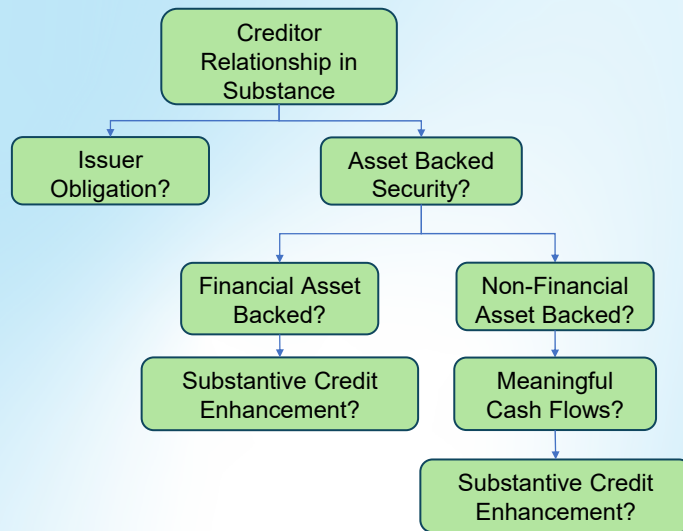 Creditor
Relationship in
Substance
Issuer
Obligation?
Asset Backed
Security?
Financial Asset
Backed?
Non-Financial
Asset Backed?
Substantive Credit
Enhancement?
Meaningful
Cash Flows?
Substantive Credit
Enhancement?